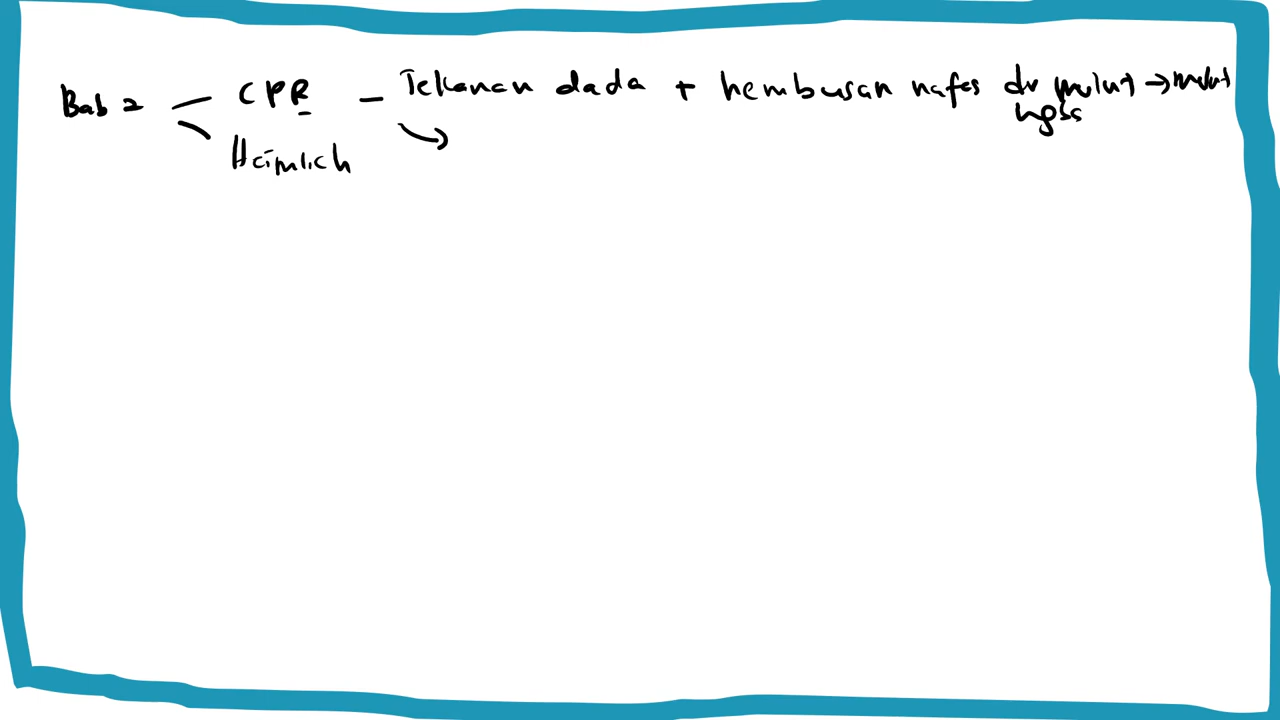 Bab 2 - CPR - Tekanan dada + hembusan nafas dr mulut → mulut
Heimlich